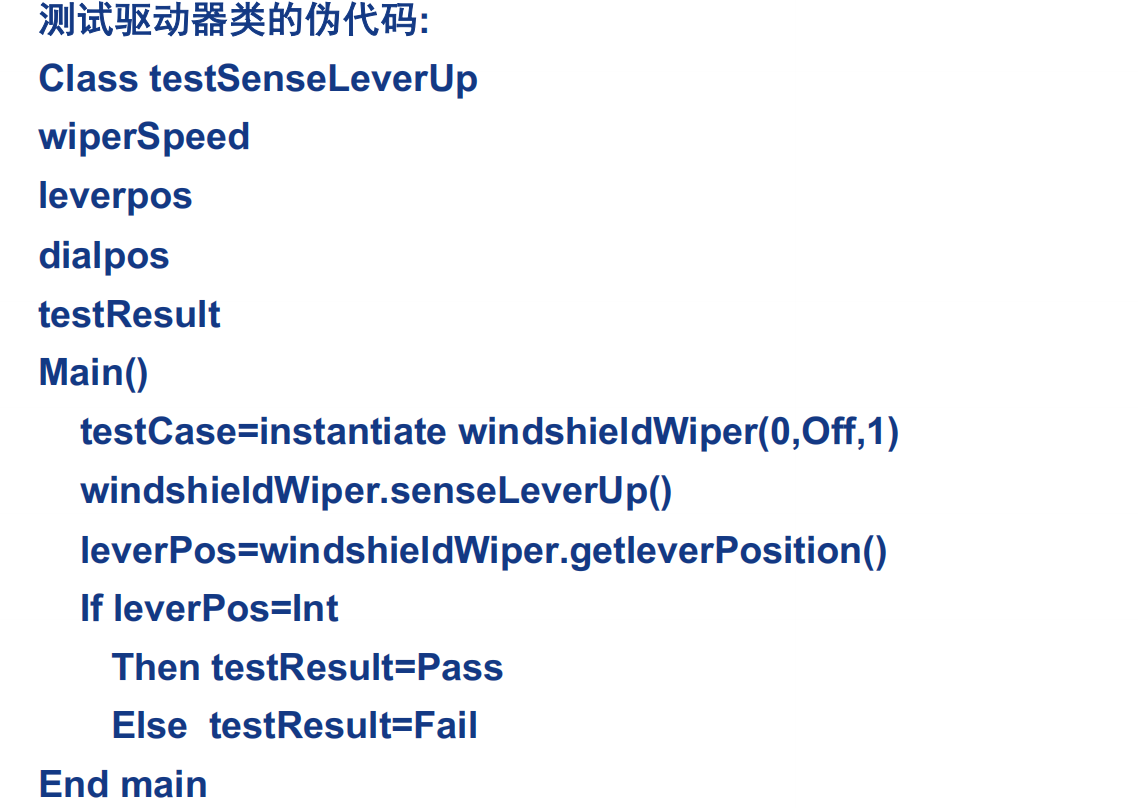 测试驱动器类的伪代码:
Class testSenseLeverUp
wiperSpeed
leverpos
dialpos
testResult
Main()
testCase=instantiate windshieldWiper(0,Off,1)
windshieldWiper.senseLeverUp()
leverPos=windshieldWiper.getleverPosition()
If leverPos=Int
Then testResult=Pass
Else testResult=Fail
End main